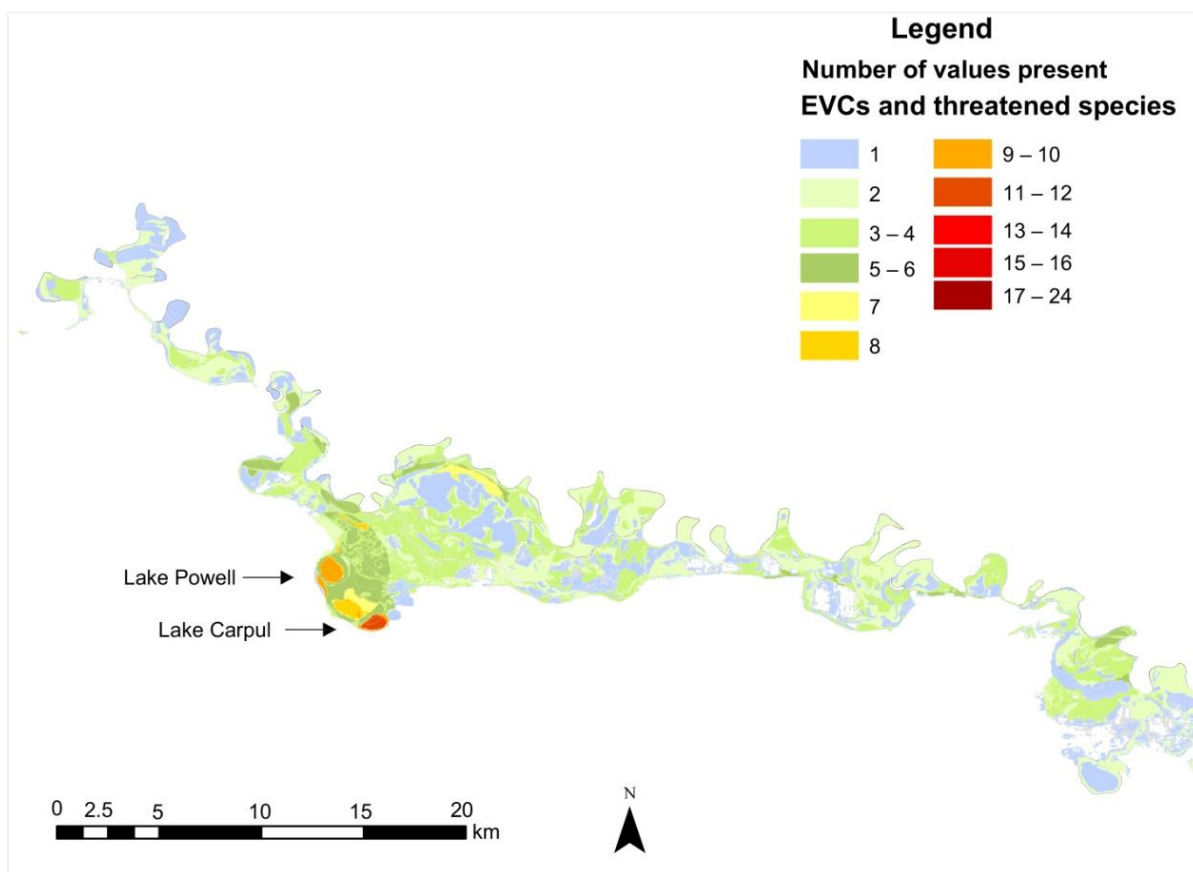 Legend
Number of values present
EVCs and threatened species
1
2
3 – 4
5 – 6
7
8
9 – 10
11 – 12
13 – 14
15 – 16
17 – 24
Lake Powell
Lake Carpul
0 2.5 5 10 15 20
km
N